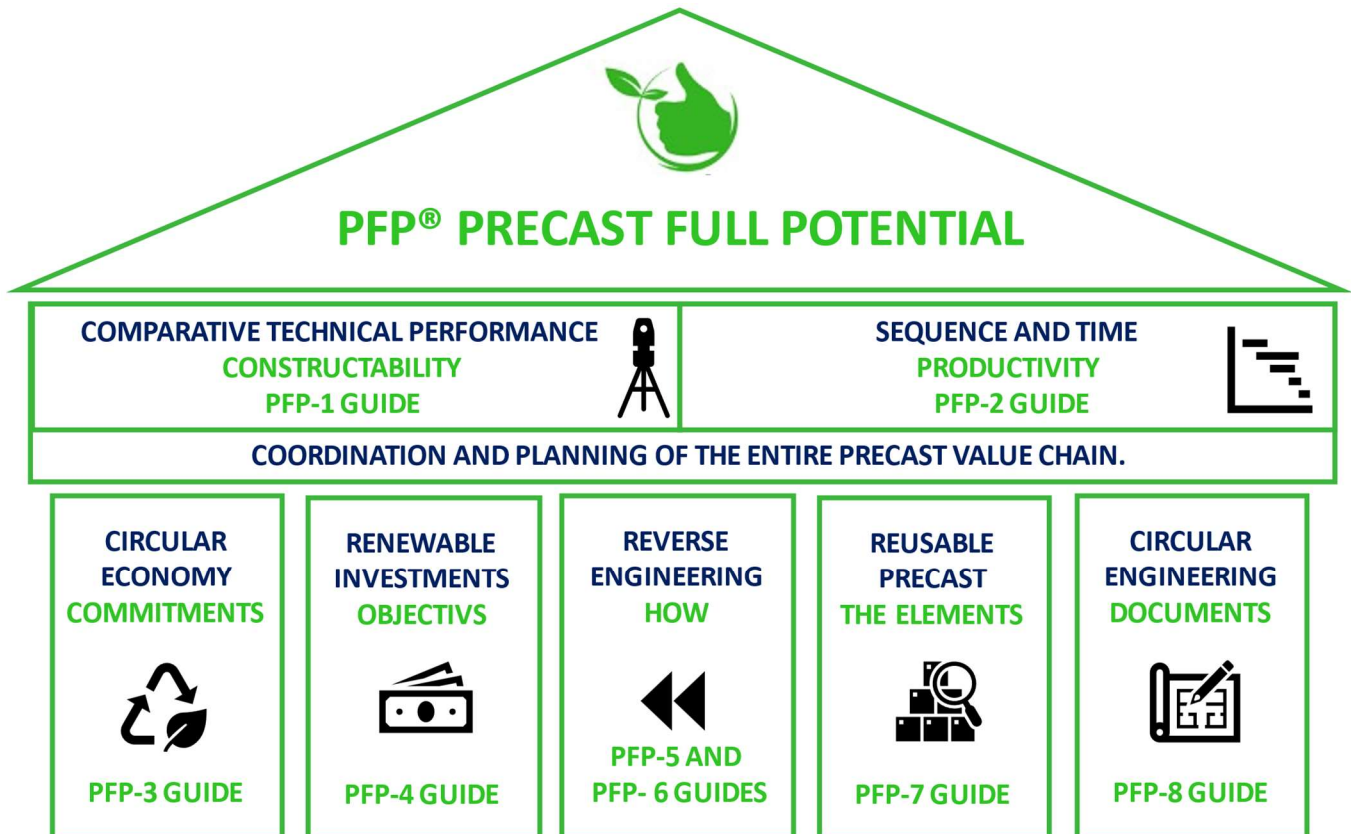 PFP® PRECAST FULL POTENTIAL
COMPARATIVE TECHNICAL PERFORMANCE
CONSTRUCTABILITY
PFP-1 GUIDE
SEQUENCE AND TIME
PRODUCTIVITY
PFP-2 GUIDE
COORDINATION AND PLANNING OF THE ENTIRE PRECAST VALUE CHAIN.
CIRCULAR
ECONOMY
COMMITMENTS
PFP-3 GUIDE
RENEWABLE
INVESTMENTS
OBJECTIVS
PFP-4 GUIDE
REVERSE
ENGINEERING
HOW
PFP-5 AND
PFP- 6 GUIDES
REUSABLE
PRECAST
THE ELEMENTS
PFP-7 GUIDE
CIRCULAR
ENGINEERING
DOCUMENTS
PFP-8 GUIDE